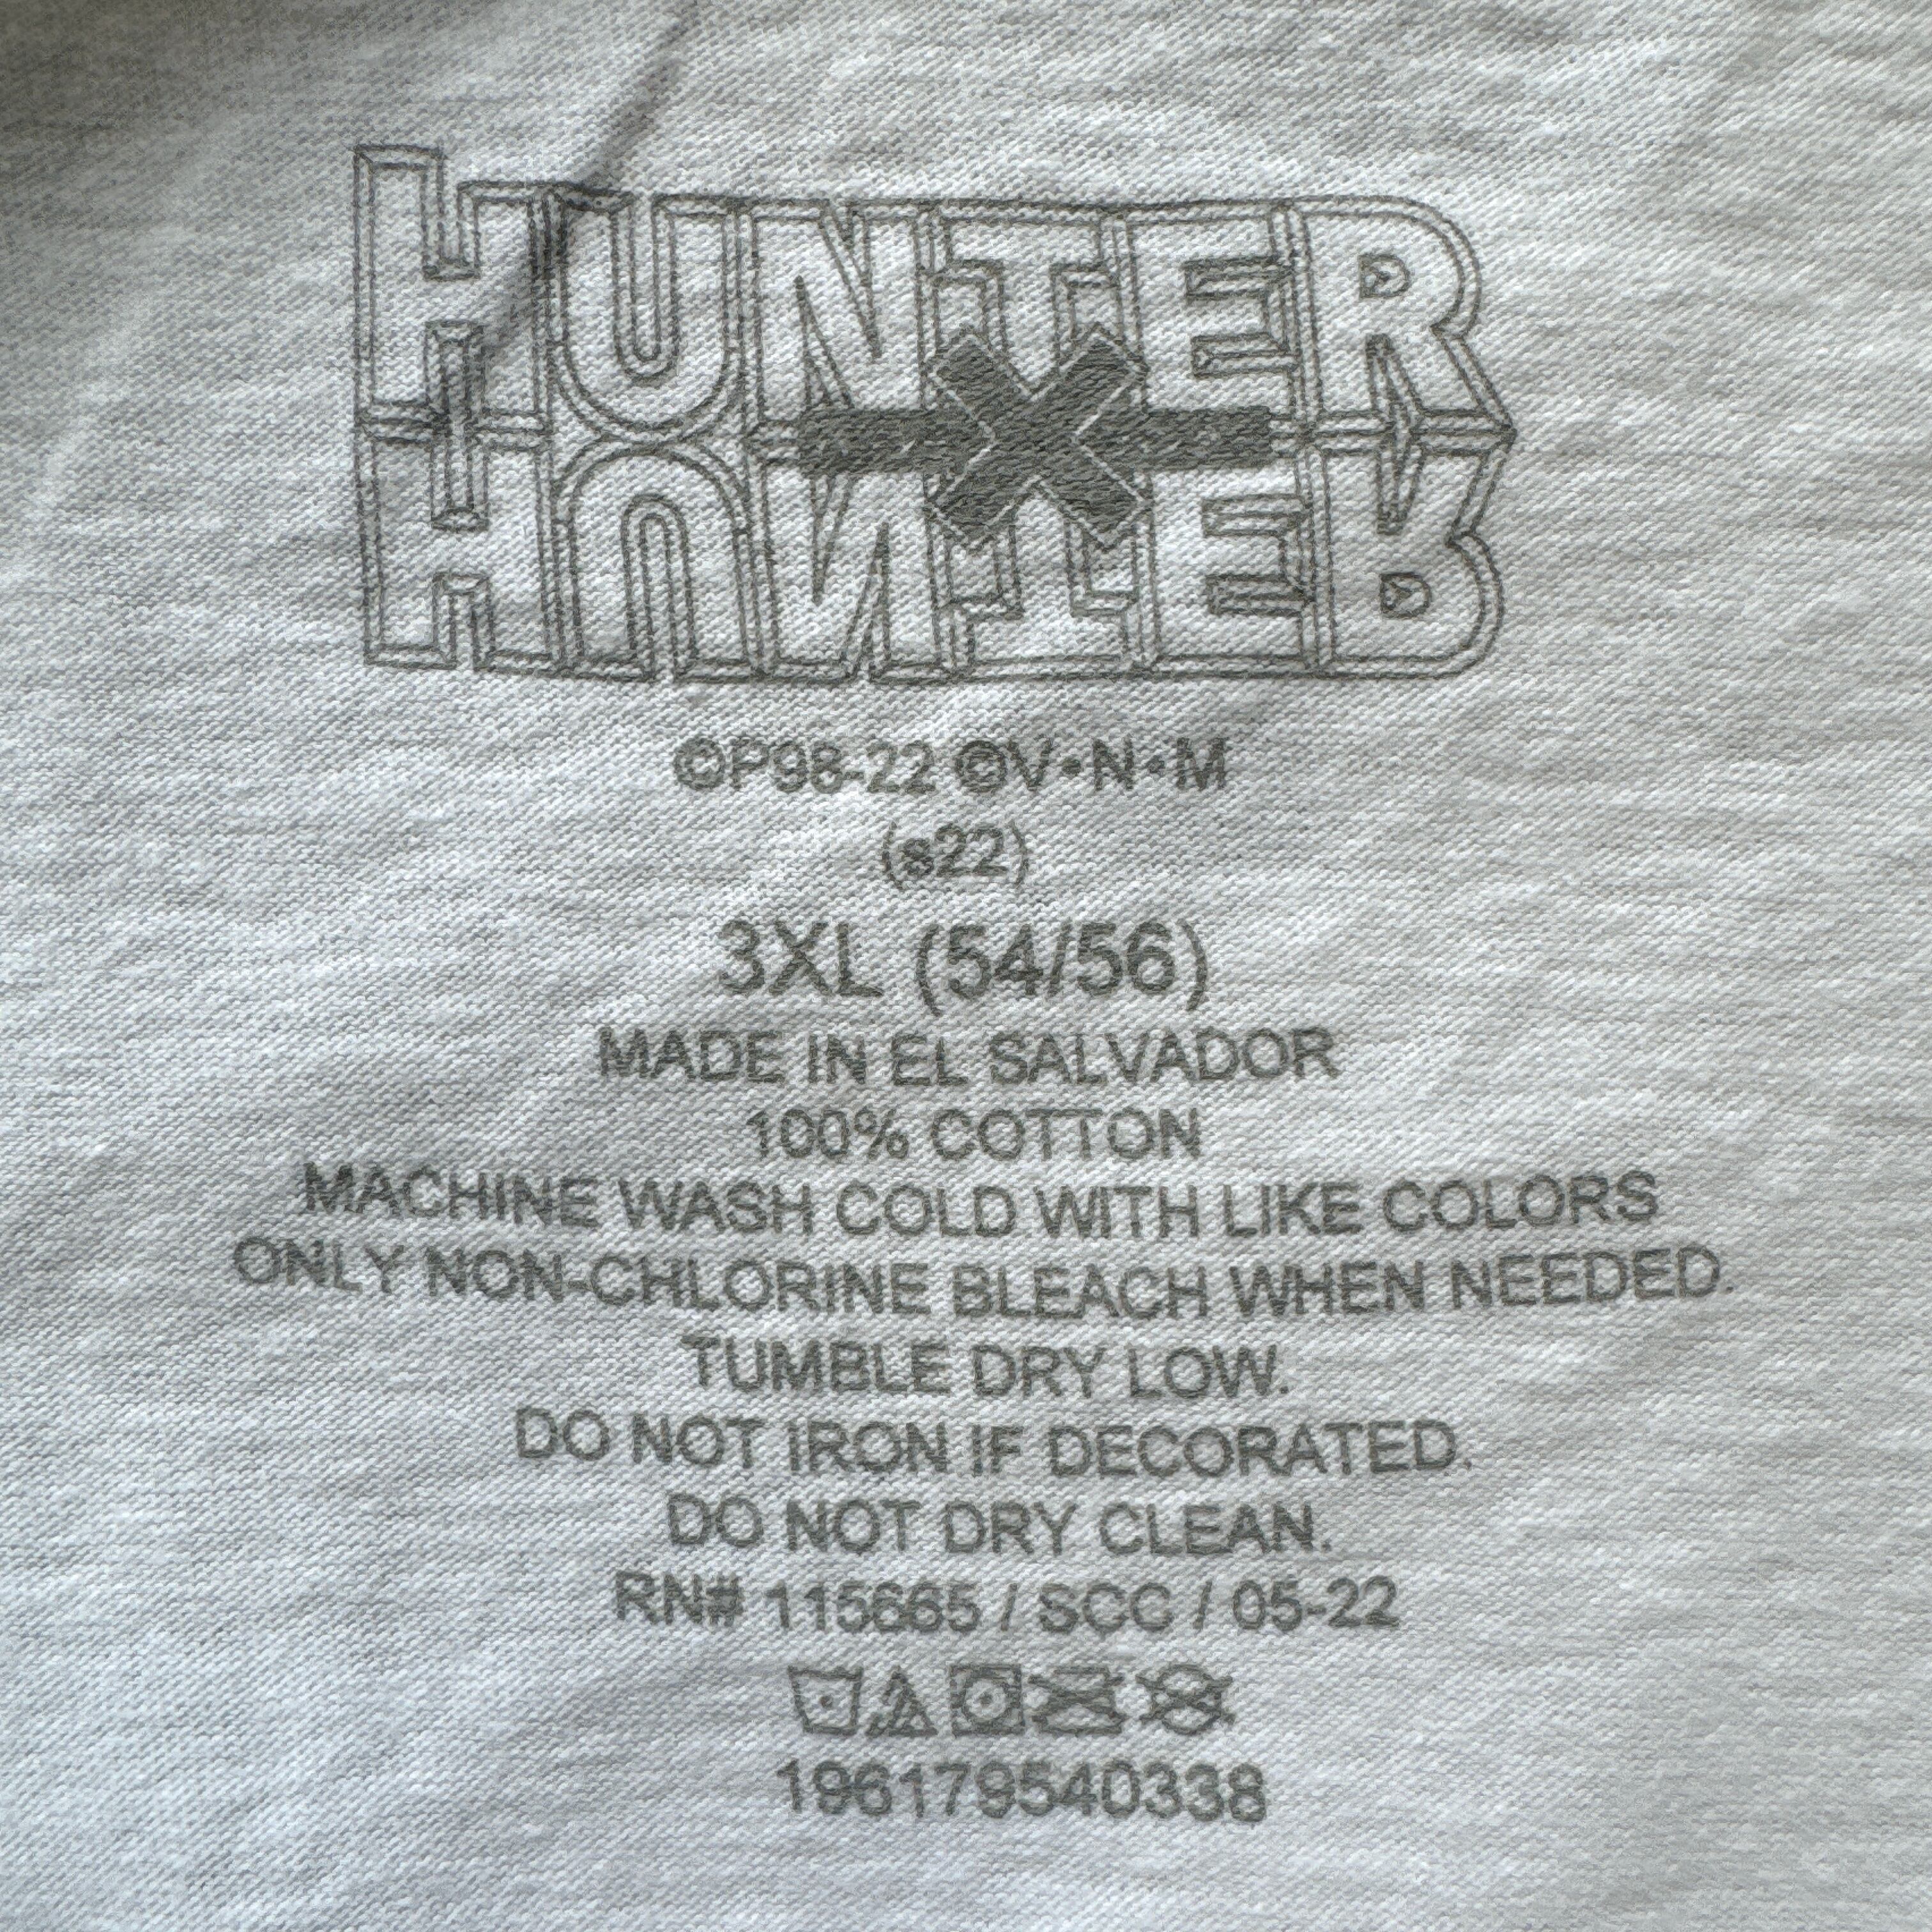 HUNTER
×
HUNTER
©P98-22 ©V•N•M
(s22)
3XL (54/56)
MADE IN EL SALVADOR
100% COTTON
MACHINE WASH COLD WITH LIKE COLORS
ONLY NON-CHLORINE BLEACH WHEN NEEDED.
TUMBLE DRY LOW.
DO NOT IRON IF DECORATED.
DO NOT DRY CLEAN.
RN# 115665 / SCC / 05-22
196179540338